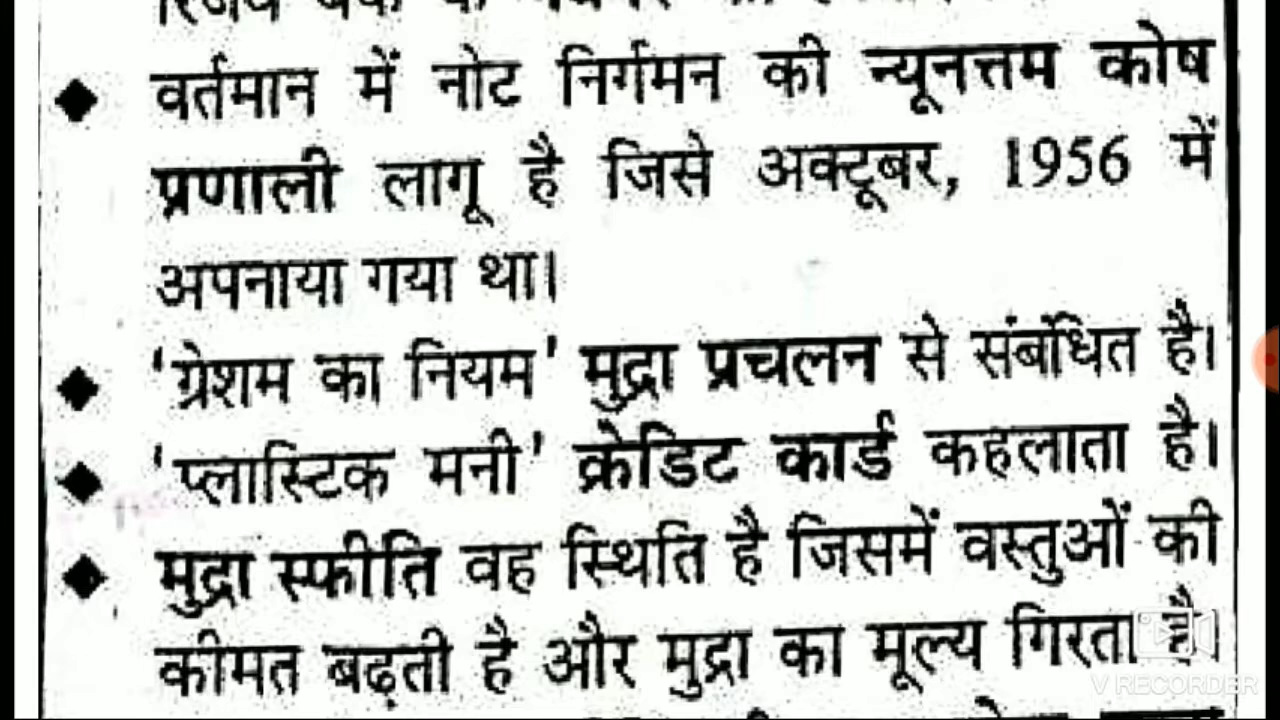 वर्तमान में नोट निर्गमन की न्यूनत्तम कोष
प्रणाली लागू है जिसे अक्टूबर, 1956 में
अपनाया गया था।
'ग्रेशम का नियम' मुद्रा प्रचलन से संबंधित है।
'प्लास्टिक मनी' क्रेडिट कार्ड कहलाता है।
मुद्रा स्फीति वह स्थिति है जिसमें वस्तुओं की
कीमत बढ़ती है और मुद्रा का मूल्य गिरता है।
V RECORDER